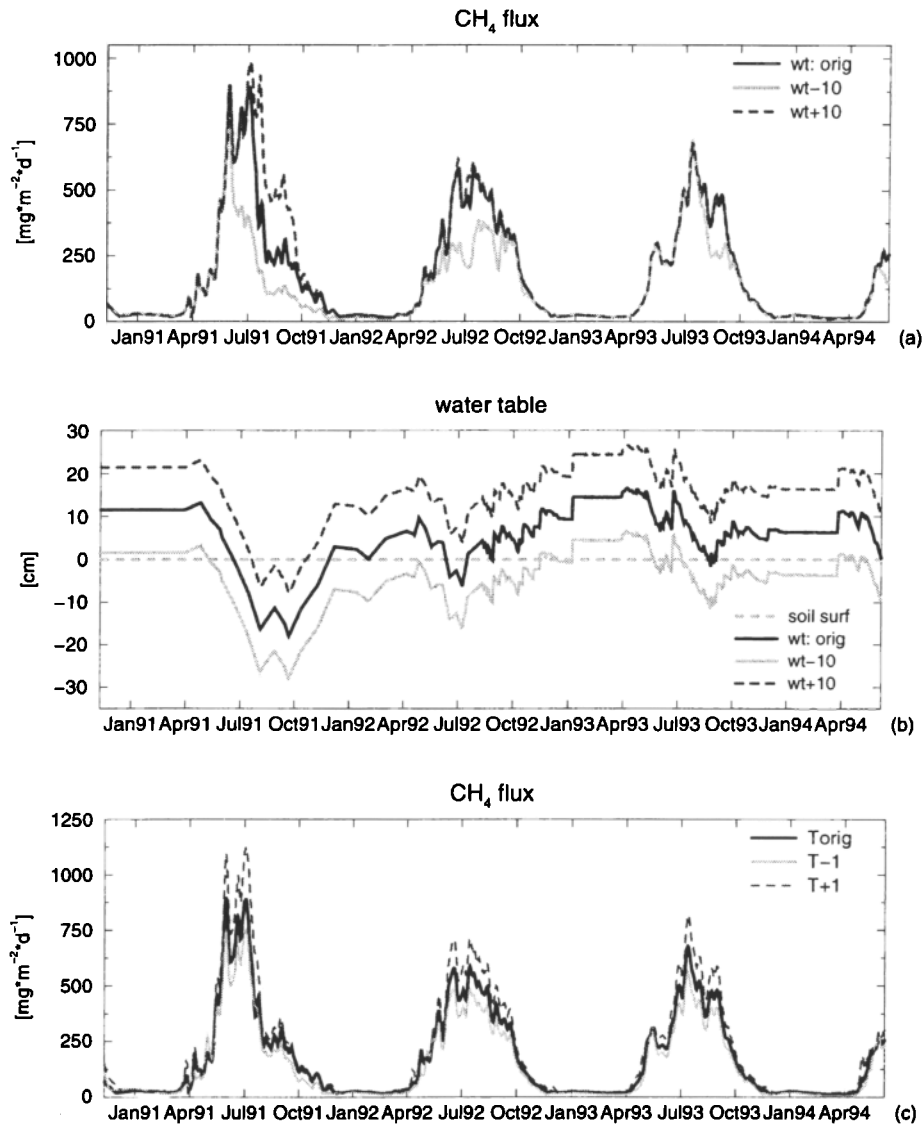 CH4 flux
1000
750
500
250
0
[mg*m-2*d-1]
wt: orig
wt-10
wt+10
Jan91 Apr91 Jul91 Oct91 Jan92 Apr92 Jul92 Oct92 Jan93 Apr93 Jul93 Oct93 Jan94 Apr94 (a)
water table
30
20
10
0
-10
-20
-30
[cm]
soil surf
wt: orig
wt-10
wt+10
Jan91 Apr91 Jul91 Oct91 Jan92 Apr92 Jul92 Oct92 Jan93 Apr93 Jul93 Oct93 Jan94 Apr94 (b)
CH4 flux
1250
1000
750
500
250
0
[mg*m-2*d-1]
Torig
T-1
T+1
Jan91 Apr91 Jul91 Oct91 Jan92 Apr92 Jul92 Oct92 Jan93 Apr93 Jul93 Oct93 Jan94 Apr94 (c)